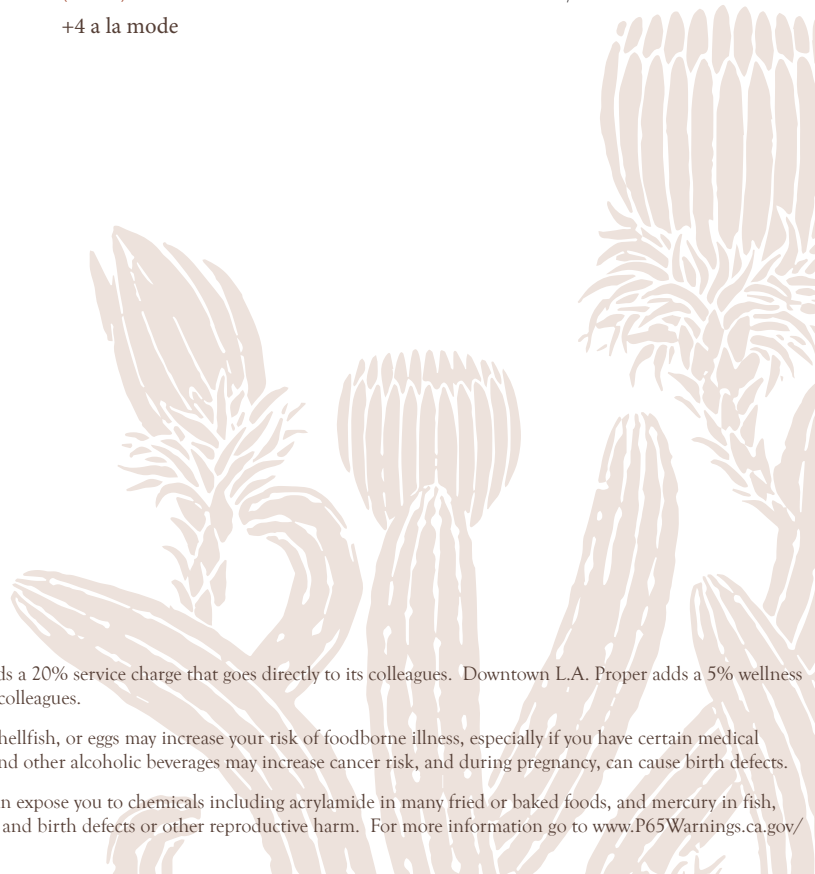 +4 a la mode
ds a 20% service charge that goes directly to its colleagues. Downtown L.A. Proper adds a 5% wellness
colleagues.
hellfish, or eggs may increase your risk of foodborne illness, especially if you have certain medical
nd other alcoholic beverages may increase cancer risk, and during pregnancy, can cause birth defects.
n expose you to chemicals including acrylamide in many fried or baked foods, and mercury in fish,
and birth defects or other reproductive harm. For more information go to www.P65Warnings.ca.gov/